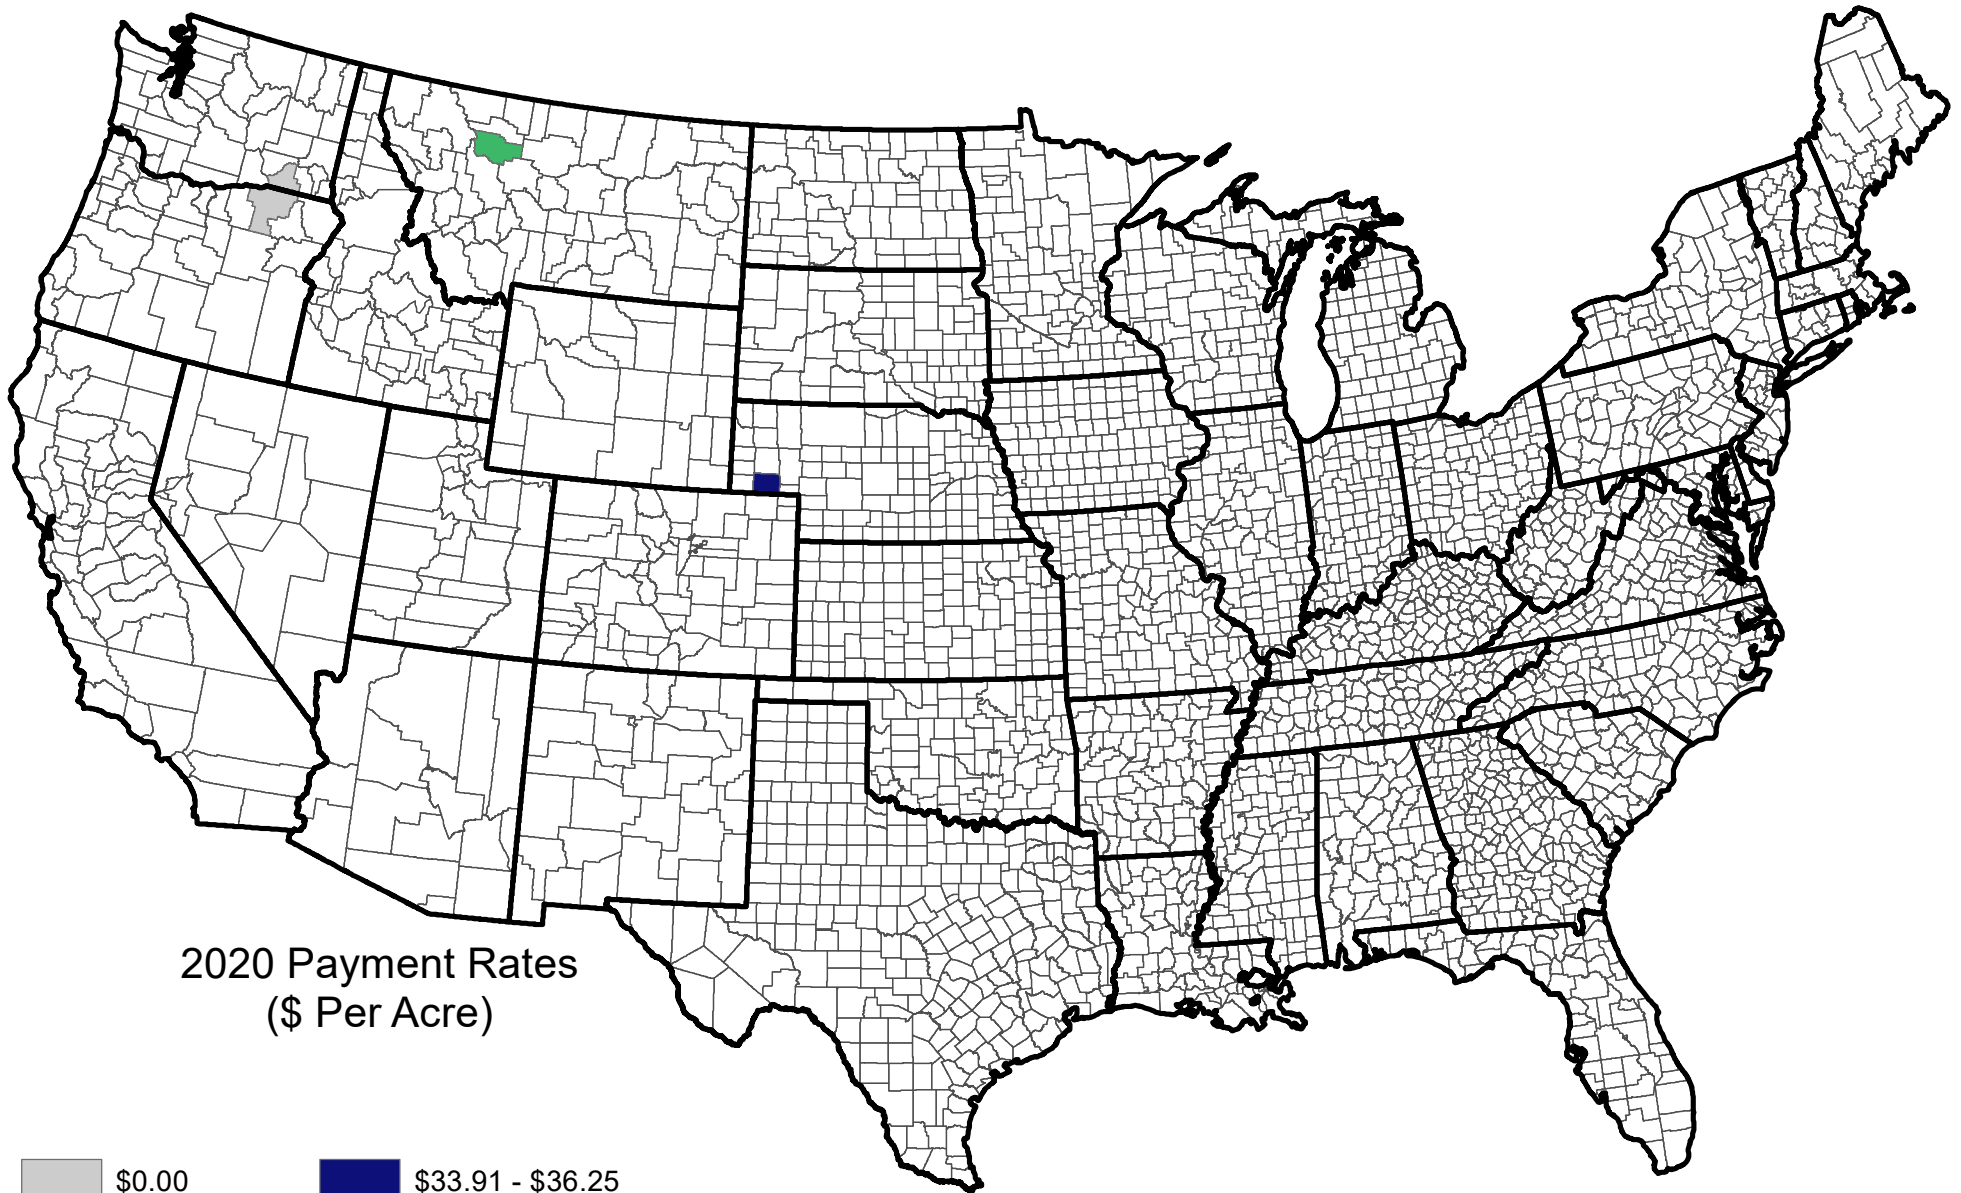 2020 Payment Rates
($ Per Acre)
$0.00
$33.91 - $36.25